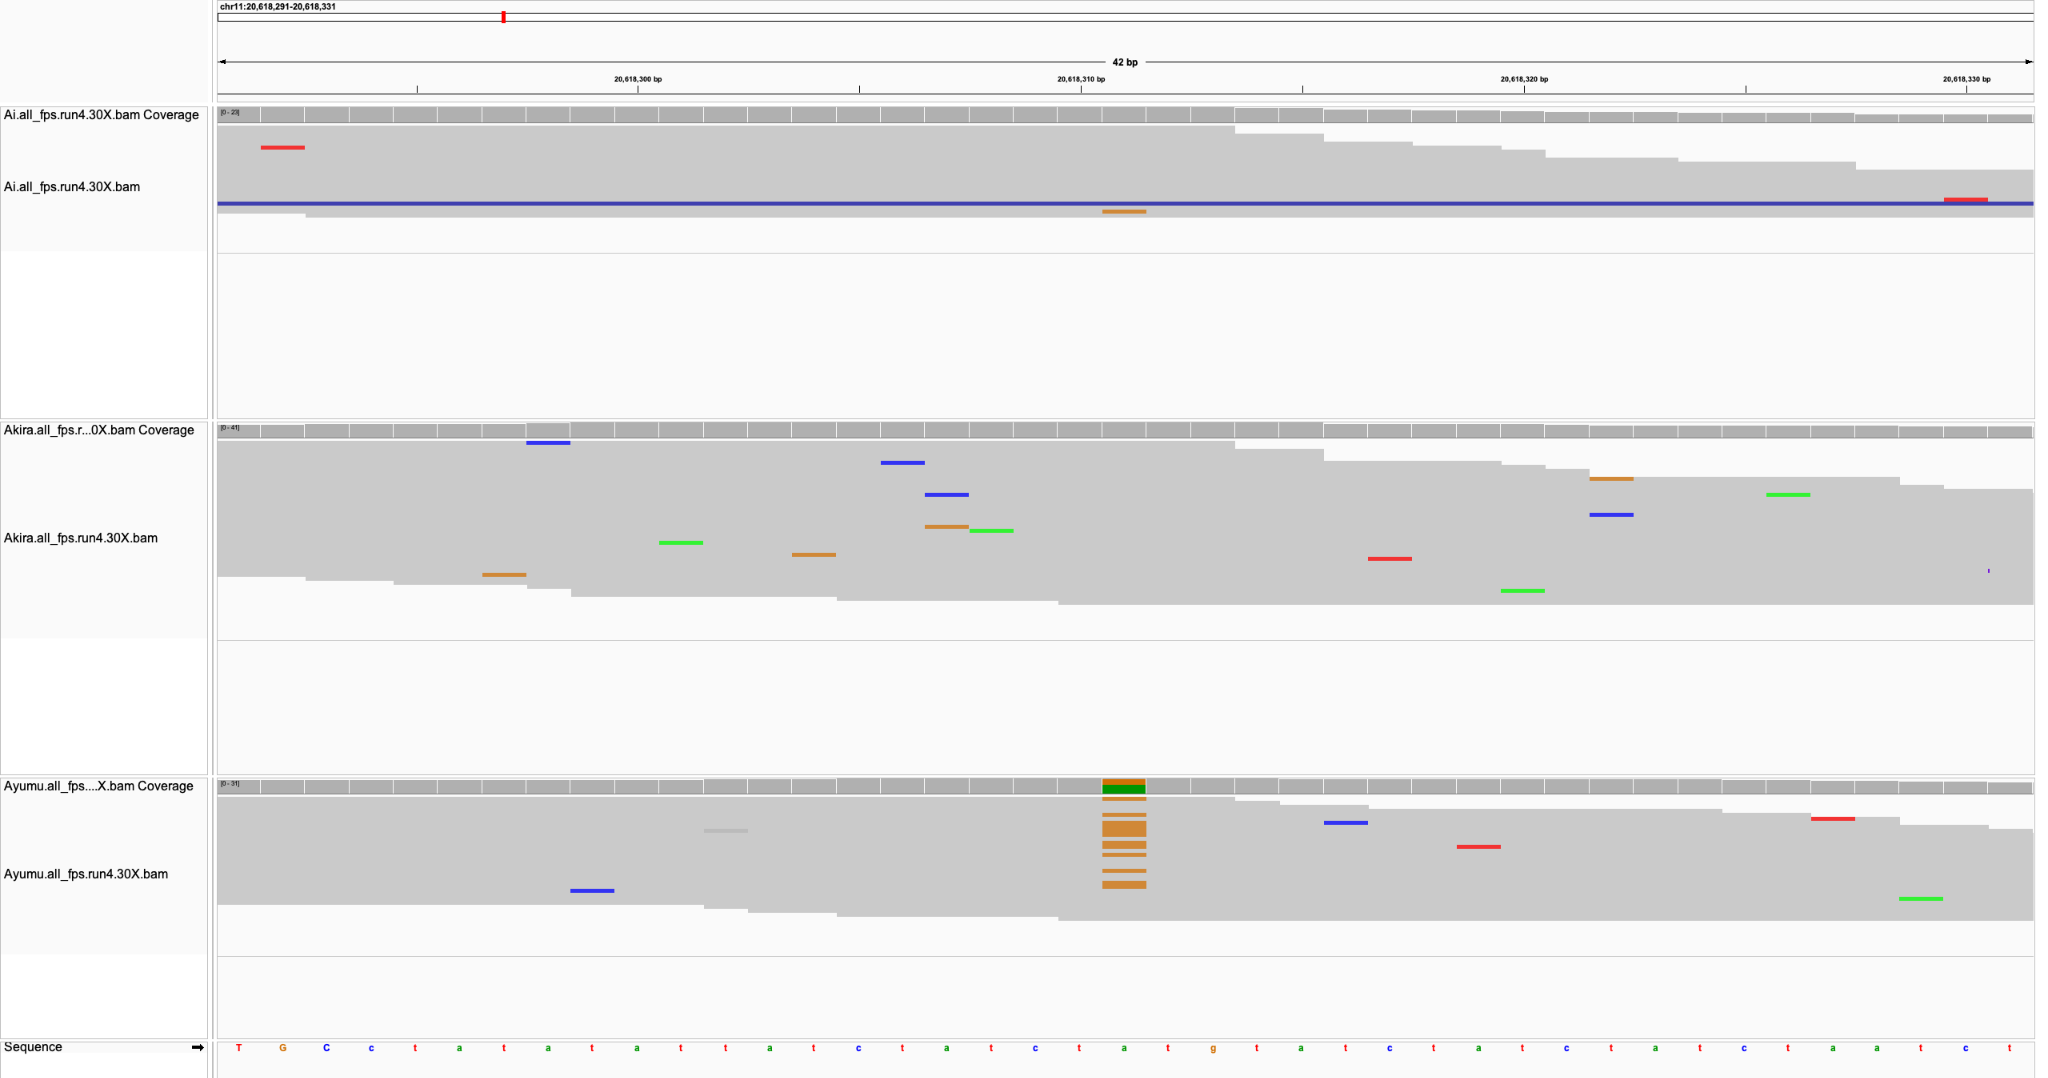 chr11:20,618,291-20,618,331
42 bp
20,618,300 bp 20,618,310 bp 20,618,320 bp 20,618,330 bp
Ai.all_fps.run4.30X.bam Coverage
[0 - 23]
Ai.all_fps.run4.30X.bam
Akira.all_fps.r...0X.bam Coverage
[0 - 41]
Akira.all_fps.run4.30X.bam
Ayumu.all_fps....X.bam Coverage
[0 - 31]
Ayumu.all_fps.run4.30X.bam
Sequence T G C c t a t a t a t t a t c t a t c t a t g t a t c t a t c t a t c t a a t c t